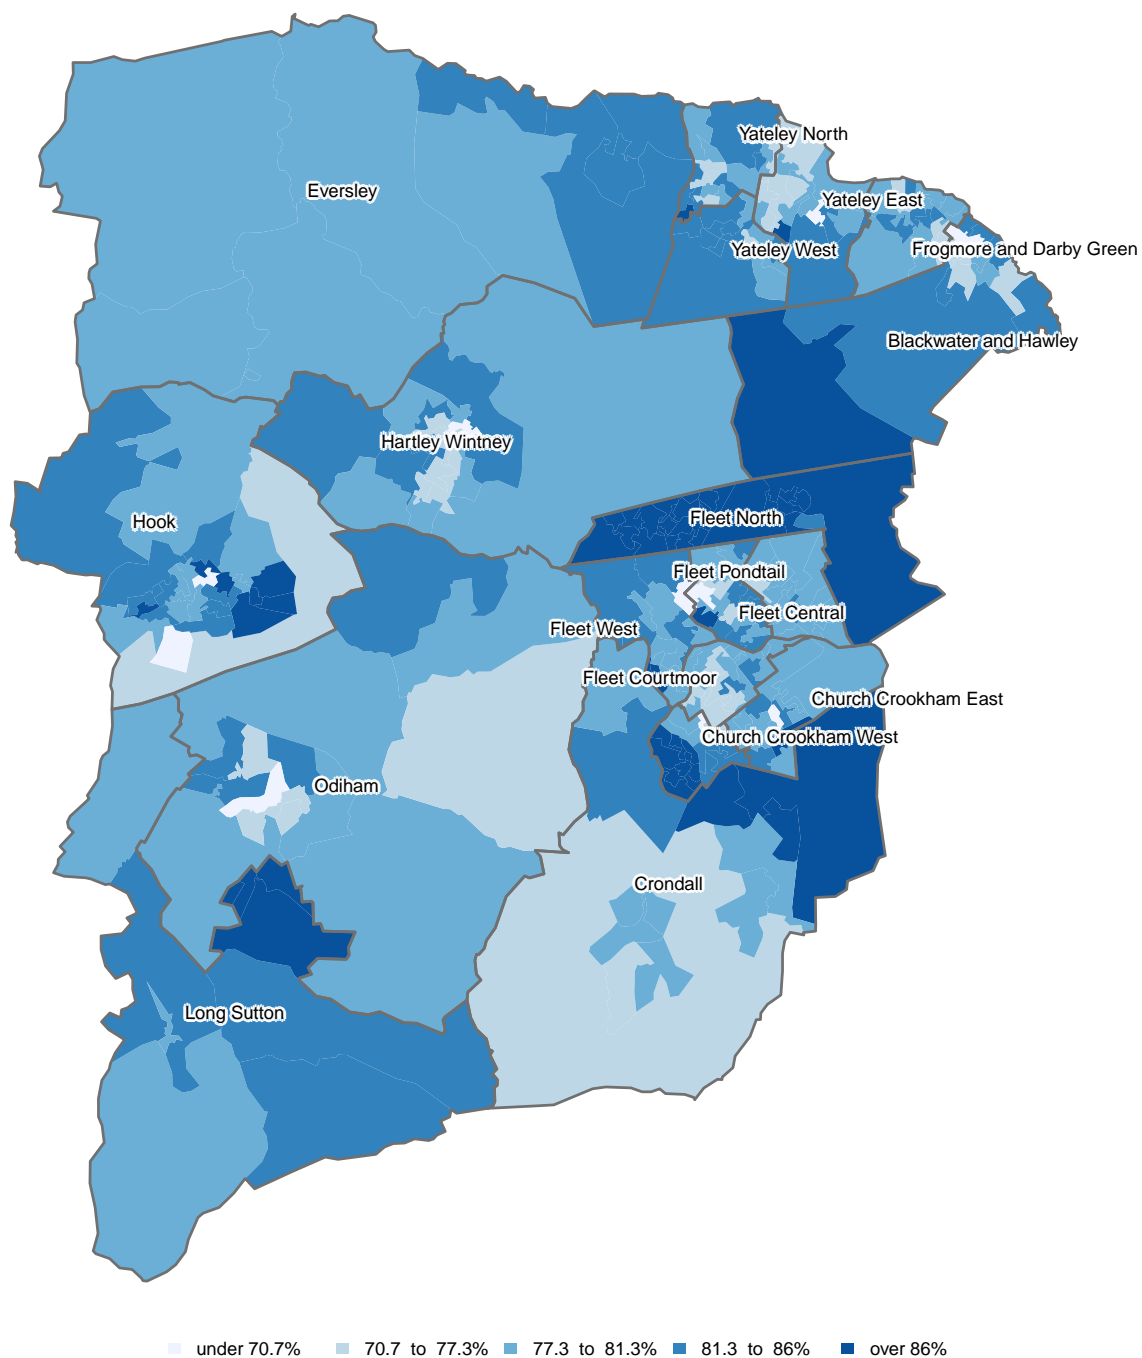 Yateley North
Eversley
Yateley East
Yateley West
Frogmore and Darby Green
Blackwater and Hawley
Hartley Wintney
Hook
Fleet North
Fleet Pondtail
Fleet Central
Fleet West
Fleet Courtmoor
Church Crookham East
Church Crookham West
Odiham
Crondall
Long Sutton
under 70.7% 70.7 to 77.3% 77.3 to 81.3% 81.3 to 86% over 86%